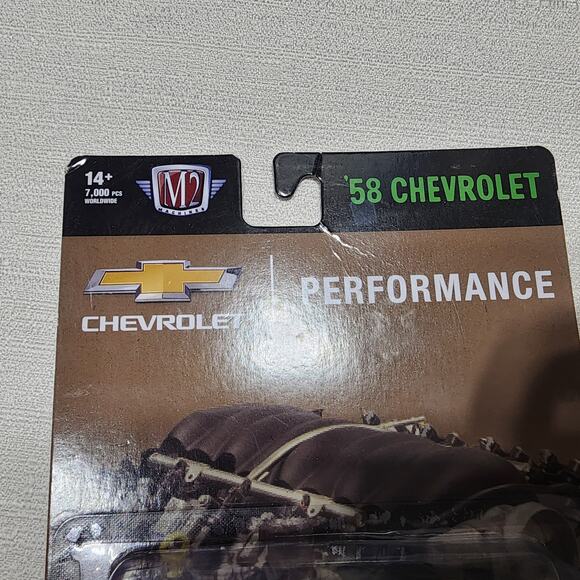 14+
7,000 PCS
WORLDWIDE
M2
MACHINES
'58 CHEVROLET
CHEVROLET
PERFORMANCE